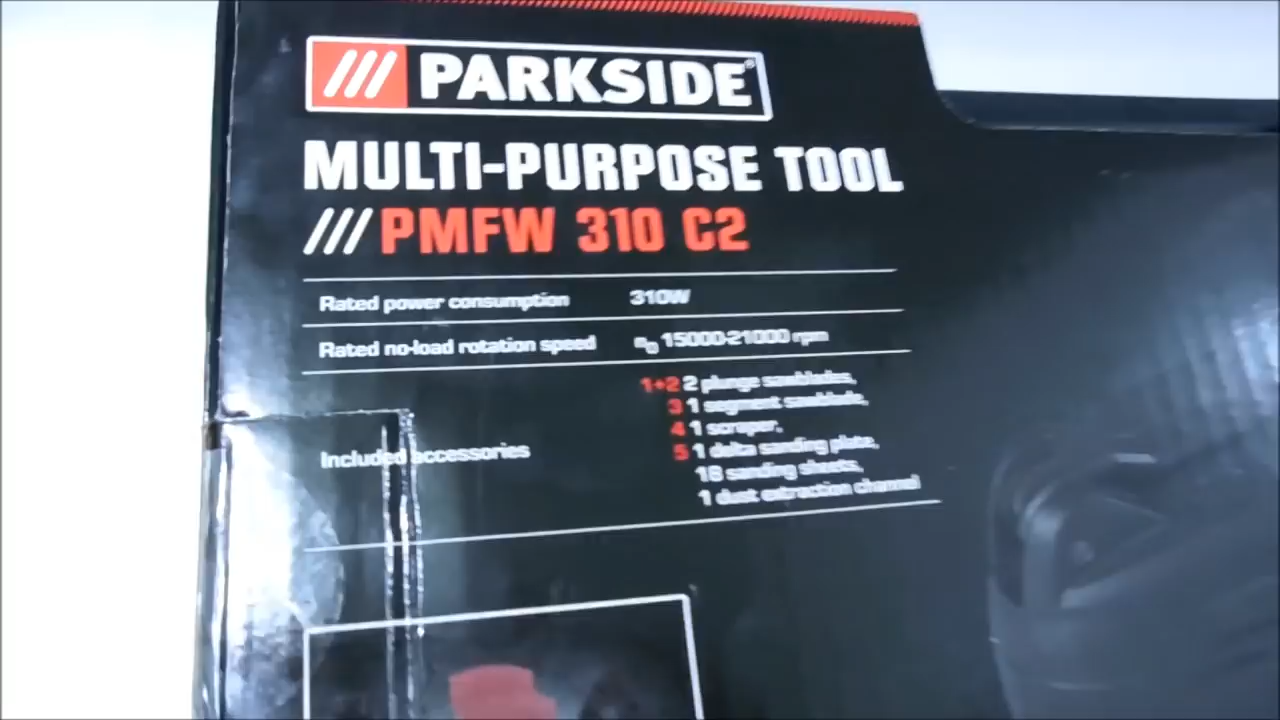 PARKSIDE®
MULTI-PURPOSE TOOL
/// PMFW 310 C2
Rated power consumption 310W
Rated no-load rotation speed n0 15000-21000 rpm
Included accessories
1+2 2 plunge sawblades,
3 1 segment sawblade,
4 1 scraper,
5 1 delta sanding plate,
18 sanding sheets,
1 dust extraction channel